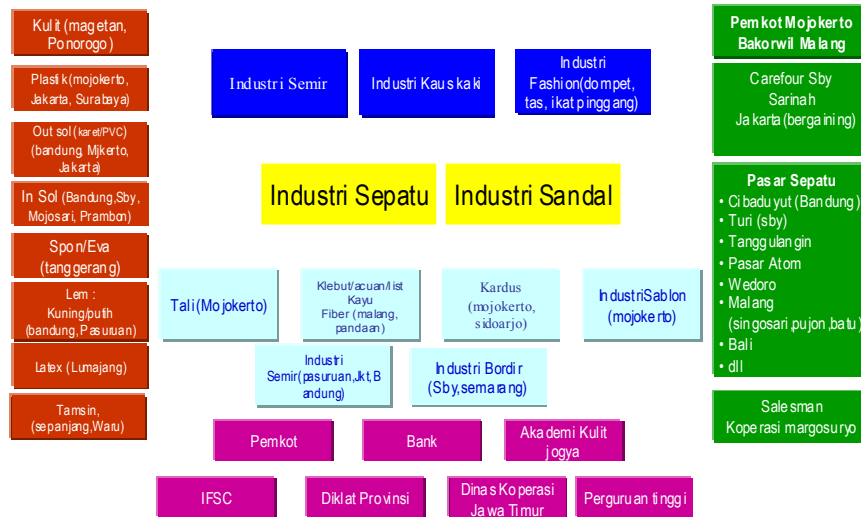 Kulit (magetan,
Ponorogo)
Plastik(mojokerto,
Jakarta, Surabaya)
Out sol (karet/PVC)
(bandung, Mjkerto,
Jakarta)
In Sol (Bandung,Sby,
Mojosari, Prambon)
Spon/Eva
(tanggerang)
Lem :
Kuning/putih
(bandung,Pasuruan)
Latex (Lumajang)
Tamsin,
(sepanjang,Waru)
Industri Semir
Industri Kauskaki
Industri
Fashion(dompet,
tas, ikat pinggang)
Industri Sepatu
Industri Sandal
Tali (Mojokerto)
Klebut/acuan/list
Kayu
Fiber (malang,
pandaan)
Kardus
(mojokerto,
sidoarjo)
IndustriSablon
(mojokerto)
Industri
Semir(pasuruan,Jkt,B
andung)
Industri Bordir
(Sby,semarang)
Pemkot
Bank
Akademi Kulit
jogya
IFSC
Diklat Provinsi
Dinas Koperasi
Jawa Timur
Perguruan tinggi
Pemkot Mojokerto
Bakorwil Malang
Carefour Sby
Sarinah
Jakarta (bergaining)
Pasar Sepatu
• Cibaduyut (Bandung)
• Turi (sby)
• Tanggulangin
• Pasar Atom
• Wedoro
• Malang
(singosari,pujon,batu)
• Bali
• dll
Salesman
Koperasi margosuryo